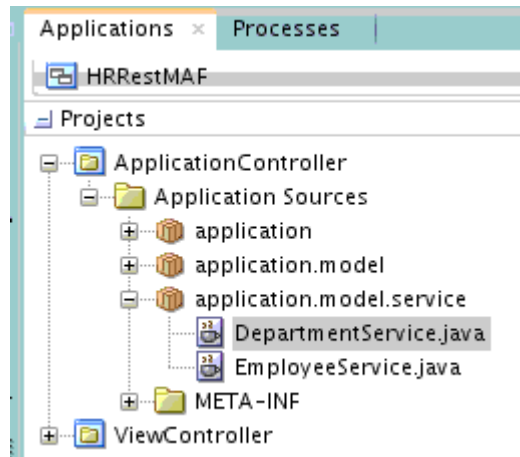 Applications × Processes
HRRestMAF
Projects
ApplicationController
Application Sources
application
application.model
application.model.service
DepartmentService.java
EmployeeService.java
META-INF
ViewController